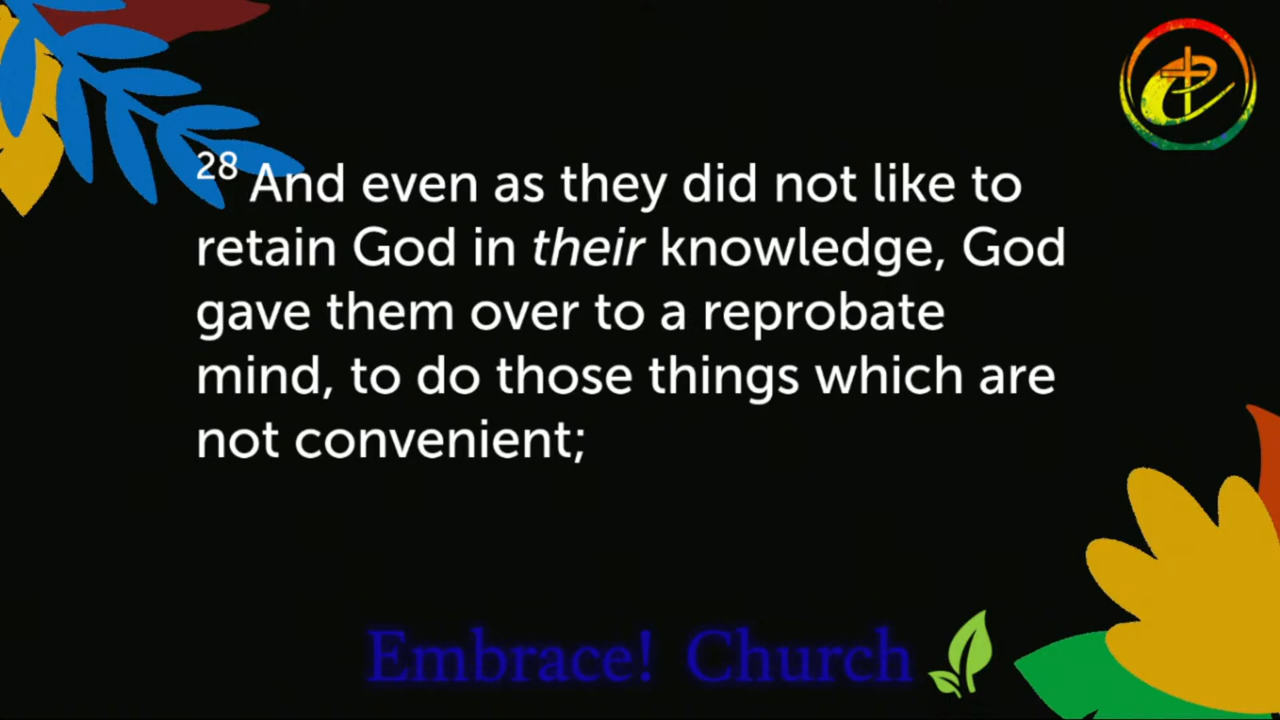 28 And even as they did not like to
retain God in their knowledge, God
gave them over to a reprobate
mind, to do those things which are
not convenient;
Embrace! Church